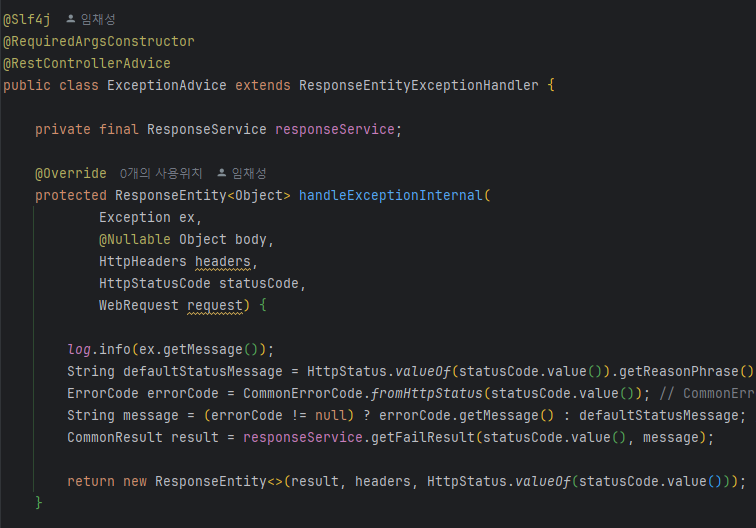 @Slf4j 임채성
@RequiredArgsConstructor
@RestControllerAdvice
public class ExceptionAdvice extends ResponseEntityExceptionHandler {
private final ResponseService responseService;
@Override 0개의 사용위치 임채성
protected ResponseEntity<Object> handleExceptionInternal(
Exception ex,
@Nullable Object body,
HttpHeaders headers,
HttpStatusCode statusCode,
WebRequest request) {
log.info(ex.getMessage());
String defaultStatusMessage = HttpStatus.valueOf(statusCode.value()).getReasonPhrase()
ErrorCode errorCode = CommonErrorCode.fromHttpStatus(statusCode.value()); // CommonErr
String message = (errorCode != null) ? errorCode.getMessage() : defaultStatusMessage;
CommonResult result = responseService.getFailResult(statusCode.value(), message);
return new ResponseEntity<>(result, headers, HttpStatus.valueOf(statusCode.value()));
}